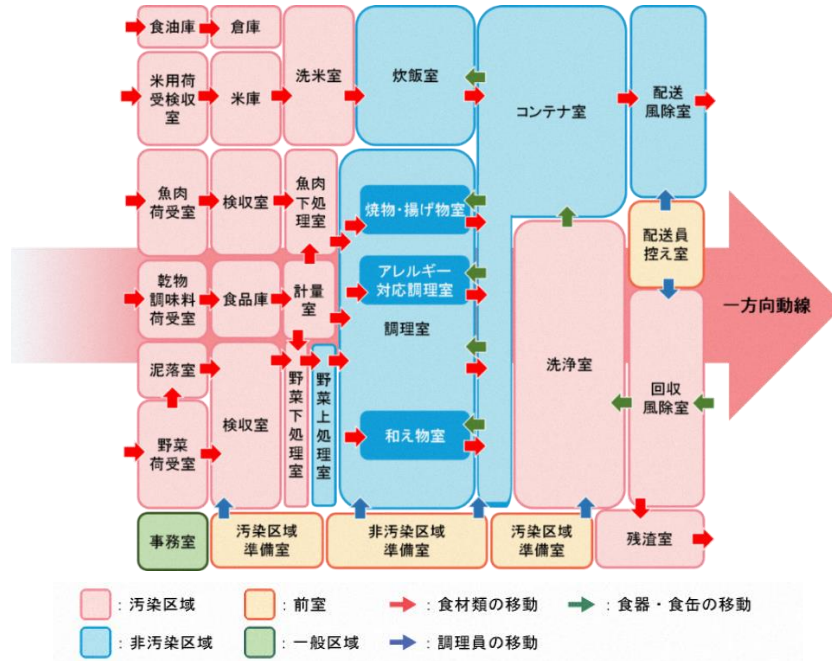 食油庫
倉庫
洗米室
炊飯室
コンテナ室
配送
風除室
米用荷
受検収
室
米庫
魚肉
荷受室
検収室
魚肉
下処
理室
焼物・揚げ物室
配送員
控え室
乾物
調味料
荷受室
食品庫
計量
室
アレルギー
対応調理室
調理室
一方向動線
泥落室
検収室
野菜下処理室
野菜上処理室
洗浄室
回収
風除室
野菜
荷受室
和え物室
事務室
汚染区域
準備室
非汚染区域
準備室
汚染区域
準備室
残渣室
：汚染区域
：前室
：食材類の移動
：食器・食缶の移動
：非汚染区域
：一般区域
：調理員の移動